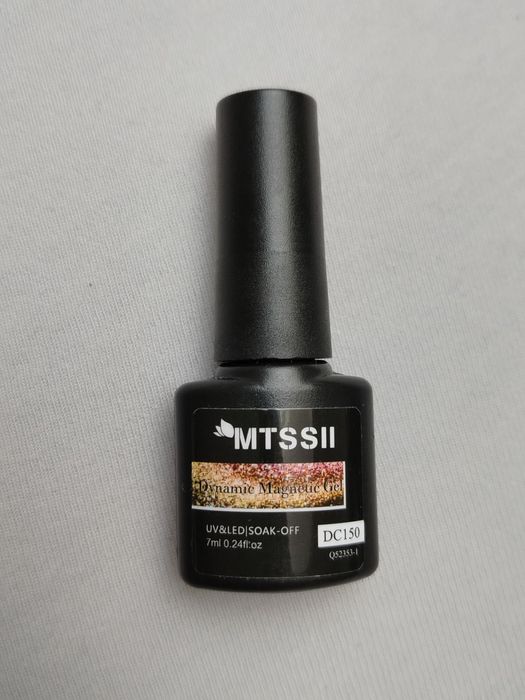 MTSSII
Dynamic Magnetic Gel
UV&LED|SOAK-OFF
7ml 0.24fl.oz
DC150
Q52353-1